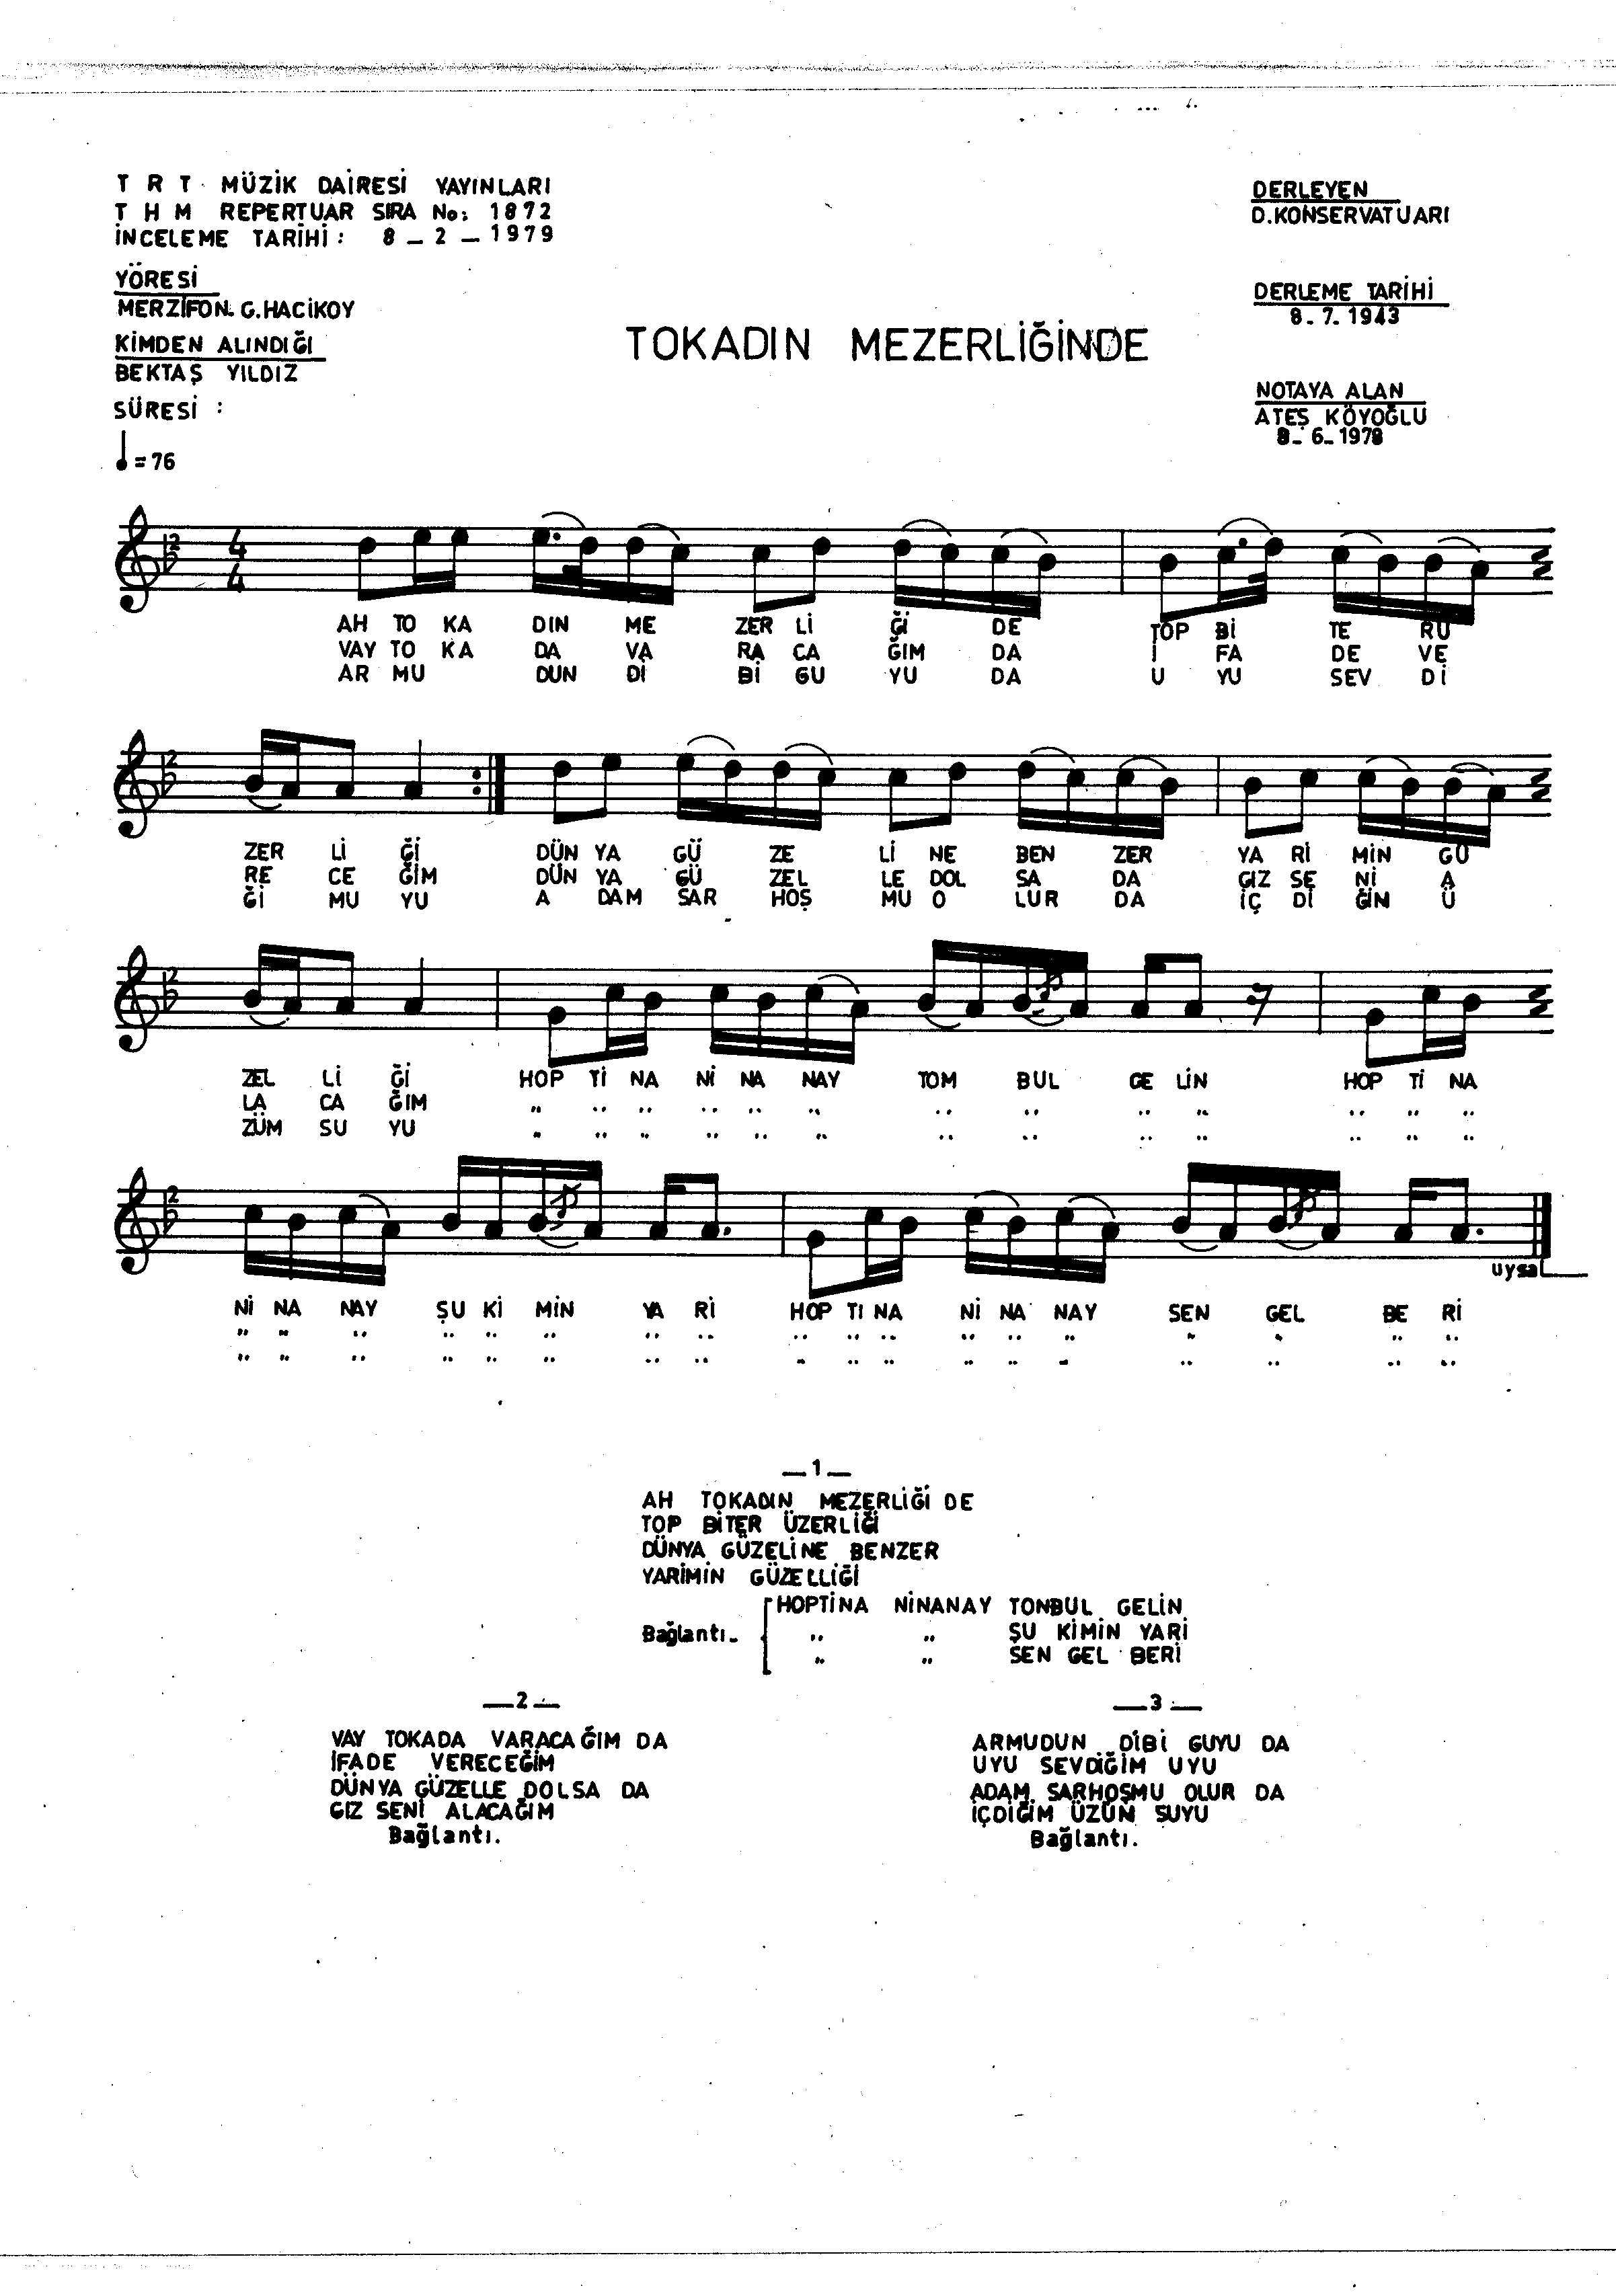 T R T MÜZİK DAİRESİ YAYINLARI
T H M REPERTUAR SIRA No: 1872
İNCELEME TARİHİ : 8 _ 2 _ 1979
YÖRESİ
MERZİFON. G.HACİKOY
KİMDEN ALINDIĞI
BEKTAŞ YILDIZ
SÜRESİ :
= 76
TOKADIN MEZERLİĞİNDE
DERLEYEN
D.KONSERVATUARI
DERLEME TARİHİ
8_ 7. 1943
NOTAYA ALAN
ATEŞ KÖYOĞLU
8_ 6_ 1978
2 4 4
AH TO KA DIN ME ZER Lİ Ğİ DE TOP Bİ TE RÜ
VAY TO KA DA VA RA CA ĞIM DA İ FA DE VE
AR MU DUN Dİ Bİ GU YU DA U YU SEV Dİ
2
ZER Lİ Ğİ DÜN YA GÜ ZE Lİ NE BEN ZER YA Rİ MİN GÜ
RE CE ĞİM DÜN YA GÜ ZEL LE DOL SA DA GIZ SE Nİ A
Ğİ MU YU A DAM SAR HOŞ MU O LUR DA İÇ Dİ ĞİN Ü
2
ZEL Lİ Ğİ HOP Tİ NA Nİ NA NAY TOM BUL GE LİN HOP Tİ NA
LA CA ĞIM " " " " " " " " " " " " "
ZÜM SU YU " " " " " " " " " " " " "
2
Nİ NA NAY ŞU Kİ MİN YA Rİ HOP TI NA Nİ NA NAY SEN GEL BE Rİ
" " " " " " " " " " " " " " " " " "
" " " " " " " " " " " " " " " " " "
uysal
_1_
AH TOKADIN MEZERLİĞİ DE
TOP BİTER ÜZERLİĞİ
DÜNYA GÜZELİNE BENZER
YARİMİN GÜZELLİĞİ
HOPTİNA NİNANAY TONBUL GELİN
Bağlantı_ " " ŞU KİMİN YARİ
" " SEN GEL BERİ
_2_
VAY TOKADA VARACAĞIM DA
İFADE VERECEĞİM
DÜNYA GÜZELLE DOLSA DA
GIZ SENİ ALACAĞIM
Bağlantı.
_3_
ARMUDUN DİBİ GUYU DA
UYU SEVDİĞİM UYU
ADAM SARHOŞMU OLUR DA
İÇDİĞİM ÜZÜM SUYU
Bağlantı.